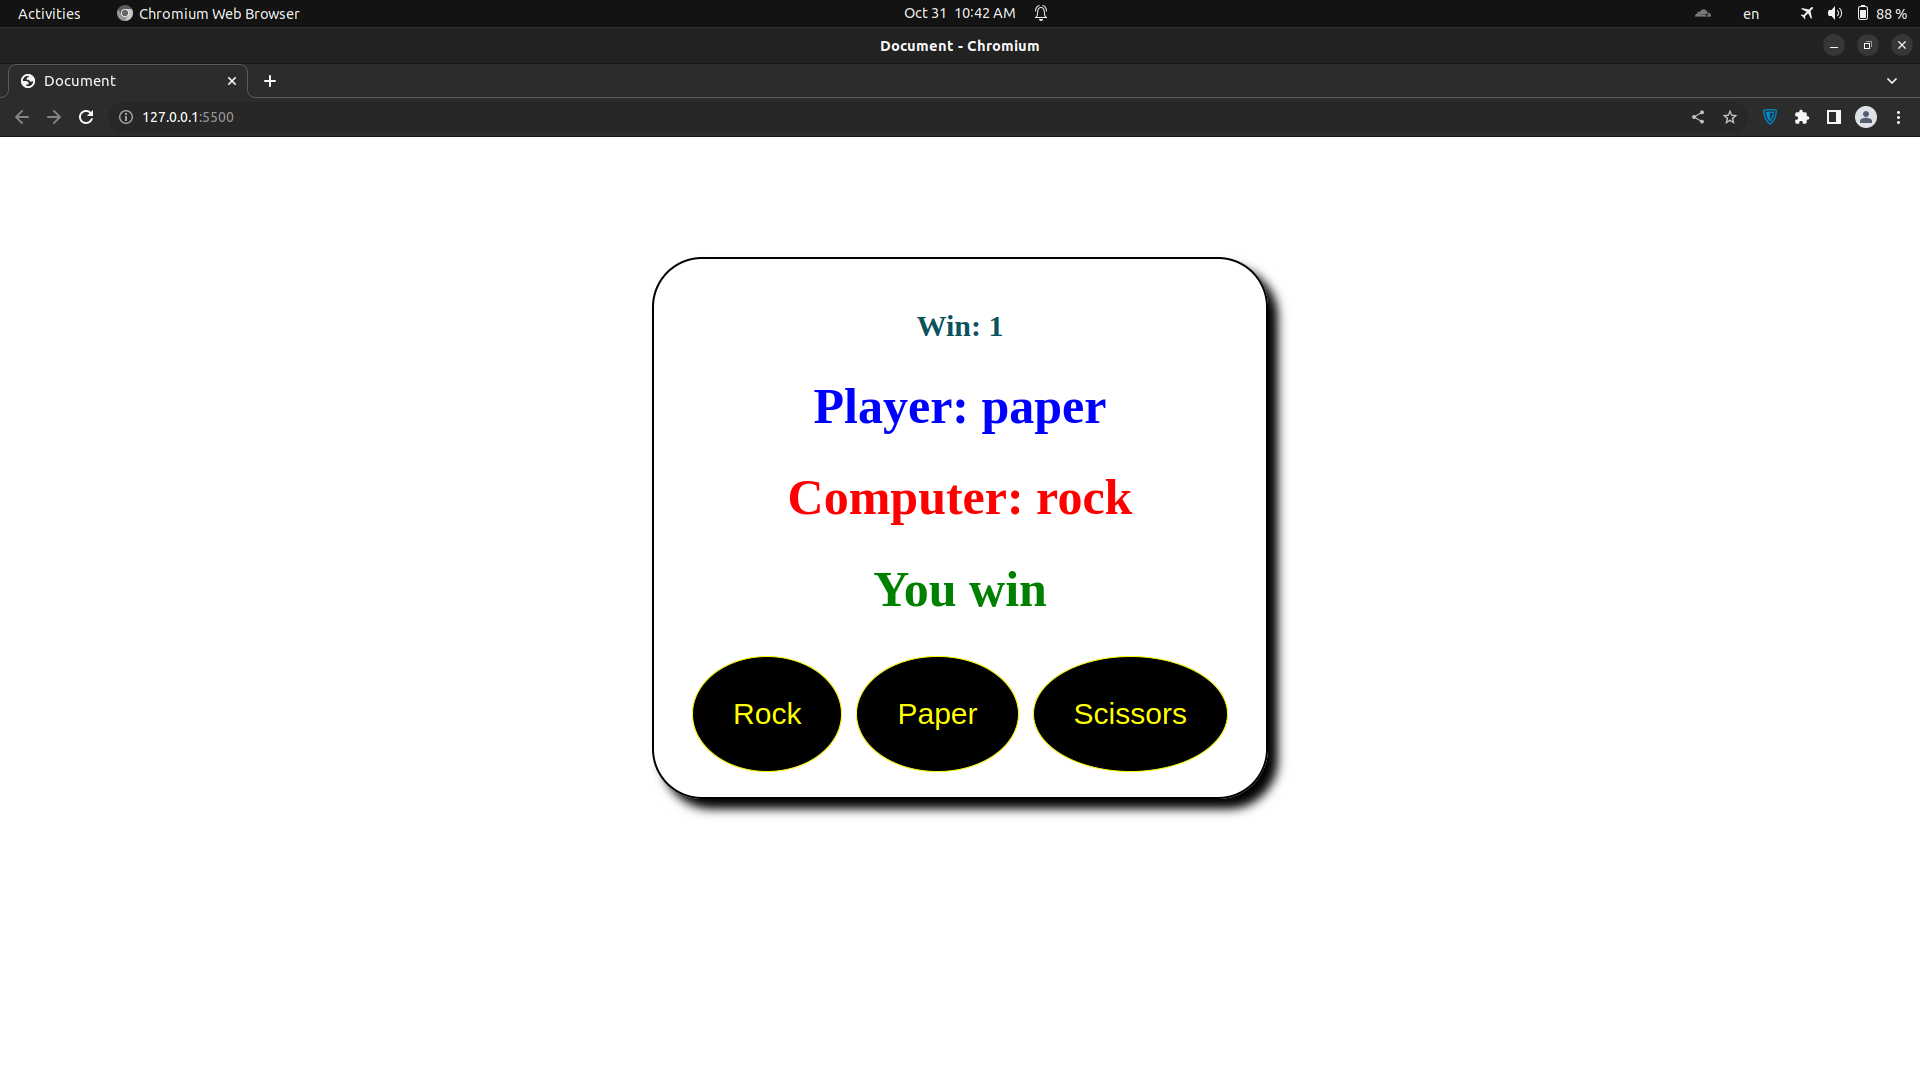 Activities Chromium Web Browser Oct 31 10:42 AM en 88 %
Document - Chromium
Document
127.0.0.1:5500
Win: 1
Player: paper
Computer: rock
You win
Rock Paper Scissors